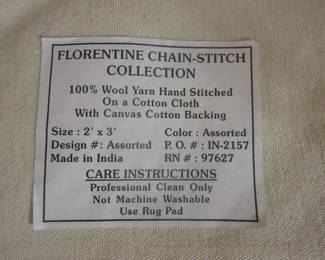 FLORENTINE CHAIN-STITCH
COLLECTION
100% Wool Yarn Hand Stitched
On a Cotton Cloth
With Canvas Cotton Backing
Size : 2' x 3' Color : Assorted
Design #: Assorted P. O. # : IN-2157
Made in India RN # : 97627
CARE INSTRUCTIONS
Professional Clean Only
Not Machine Washable
Use Rug Pad